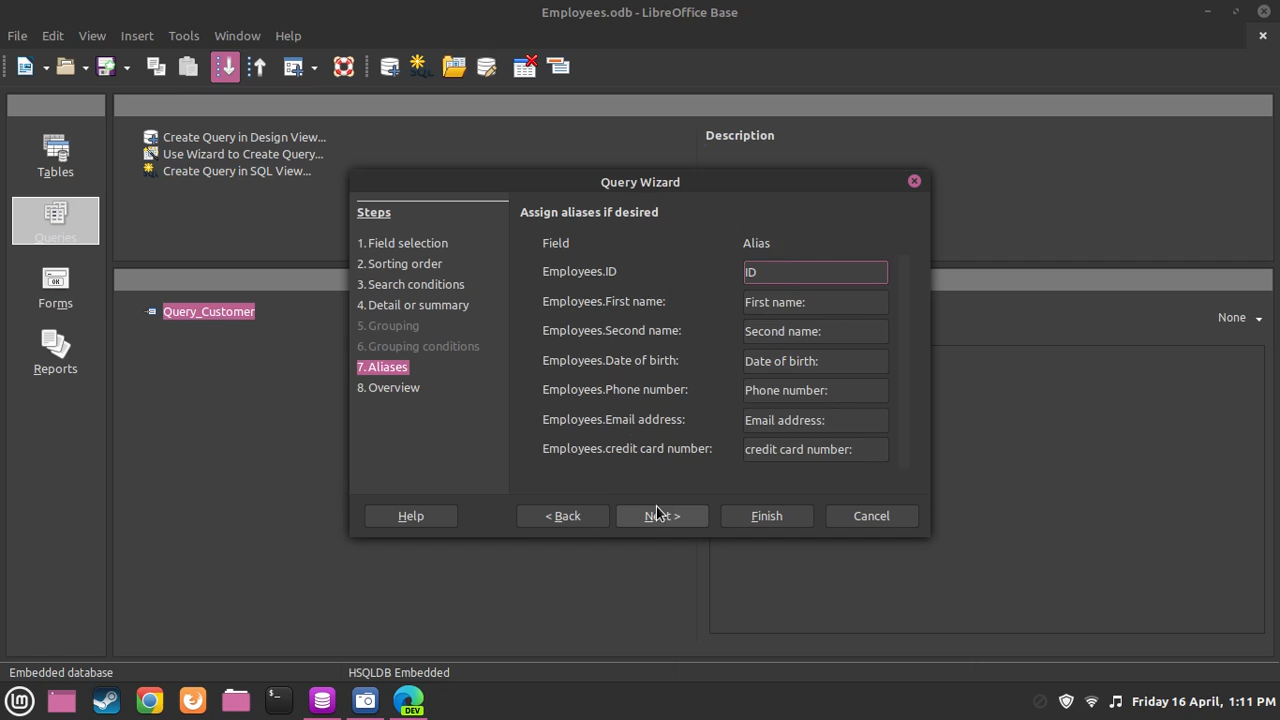 Employees.odb - LibreOffice Base
File Edit View Insert Tools Window Help
SQL
Tables
Queries
Forms
Reports
OK
Create Query in Design View...
Use Wizard to Create Query...
Create Query in SQL View...
Description
Query_Customer
None
Query Wizard
Steps
1. Field selection
2. Sorting order
3. Search conditions
4. Detail or summary
5. Grouping
6. Grouping conditions
7. Aliases
8. Overview
Assign aliases if desired
Field Alias
Employees.ID ID
Employees.First name: First name:
Employees.Second name: Second name:
Employees.Date of birth: Date of birth:
Employees.Phone number: Phone number:
Employees.Email address: Email address:
Employees.credit card number: credit card number:
Help < Back Next > Finish Cancel
Embedded database HSQLDB Embedded
DEV
Friday 16 April, 1:11 PM